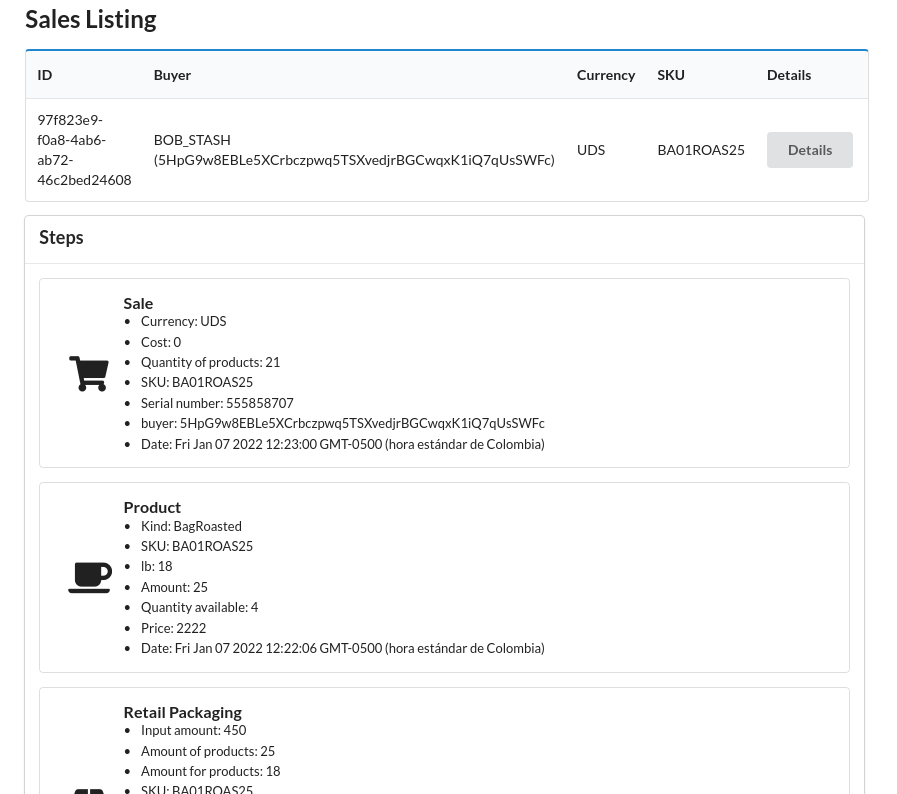 Sales Listing
ID Buyer Currency SKU Details
97f823e9-
f0a8-4ab6-
ab72-
46c2bed24608
BOB_STASH
(5HpG9w8EBLe5XCrbczpwq5TSXvedjrBGCwqxK1iQ7qUsSWFc)
UDS
BA01ROAS25
Details
Steps
Sale
• Currency: UDS
• Cost: 0
• Quantity of products: 21
• SKU: BA01ROAS25
• Serial number: 555858707
• buyer: 5HpG9w8EBLe5XCrbczpwq5TSXvedjrBGCwqxK1iQ7qUsSWFc
• Date: Fri Jan 07 2022 12:23:00 GMT-0500 (hora estándar de Colombia)
Product
• Kind: BagRoasted
• SKU: BA01ROAS25
• lb: 18
• Amount: 25
• Quantity available: 4
• Price: 2222
• Date: Fri Jan 07 2022 12:22:06 GMT-0500 (hora estándar de Colombia)
Retail Packaging
• Input amount: 450
• Amount of products: 25
• Amount for products: 18
• SKU: BA01ROAS25